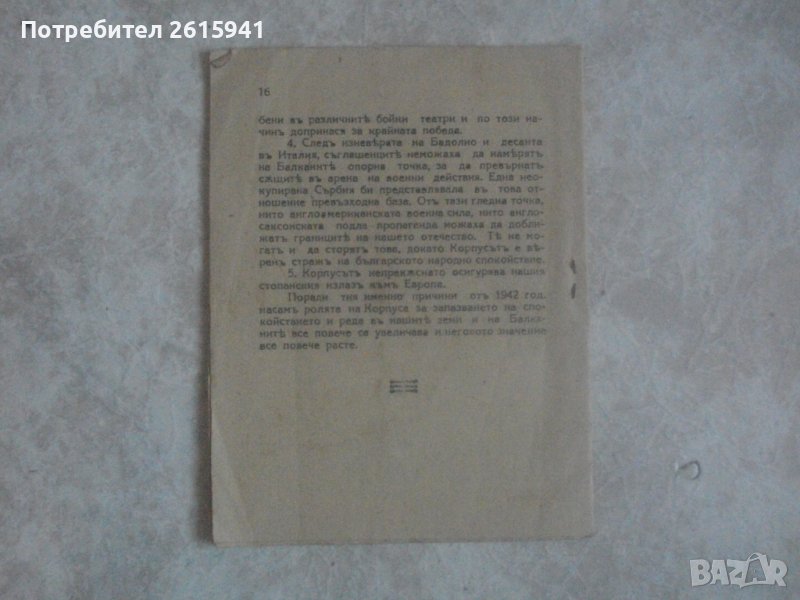 Потребител 2615941
16
бени въ различнитѣ бойни театри и по този на-
чинъ допринася за крайната победа.
4. Следъ изневѣрата на Бадолио и десанта
въ Италия, съглашенцитѣ неможаха да намѣрятъ
на Балканитѣ опорна точка, за да превърнатъ
сѫщитѣ въ арена на военни действия. Една нео-
купирана Сърбия би представлявала въ това от-
ношение превъзходна база. Отъ тази гледна точка,
нито англоамериканската военна сила, нито англо-
саксонската подла пропаганда можаха да доближ-
жатъ границитѣ на нашето отечество. Тѣ не мо-
гатъ и да сторятъ това, докато Корпусътъ е вѣ-
ренъ стражъ на българското народно спокойствие.
5. Корпусътъ непрекѫснато осигурява нашия
стопански излазъ къмъ Европа.
Поради тия именно причини отъ 1942 год.
насамъ ролята на Корпуса за запазването на спо-
койствието и реда въ нашитѣ земи и на Балка-
нитѣ все повече се увеличава и неговото значение
все повече расте.
BAZAR